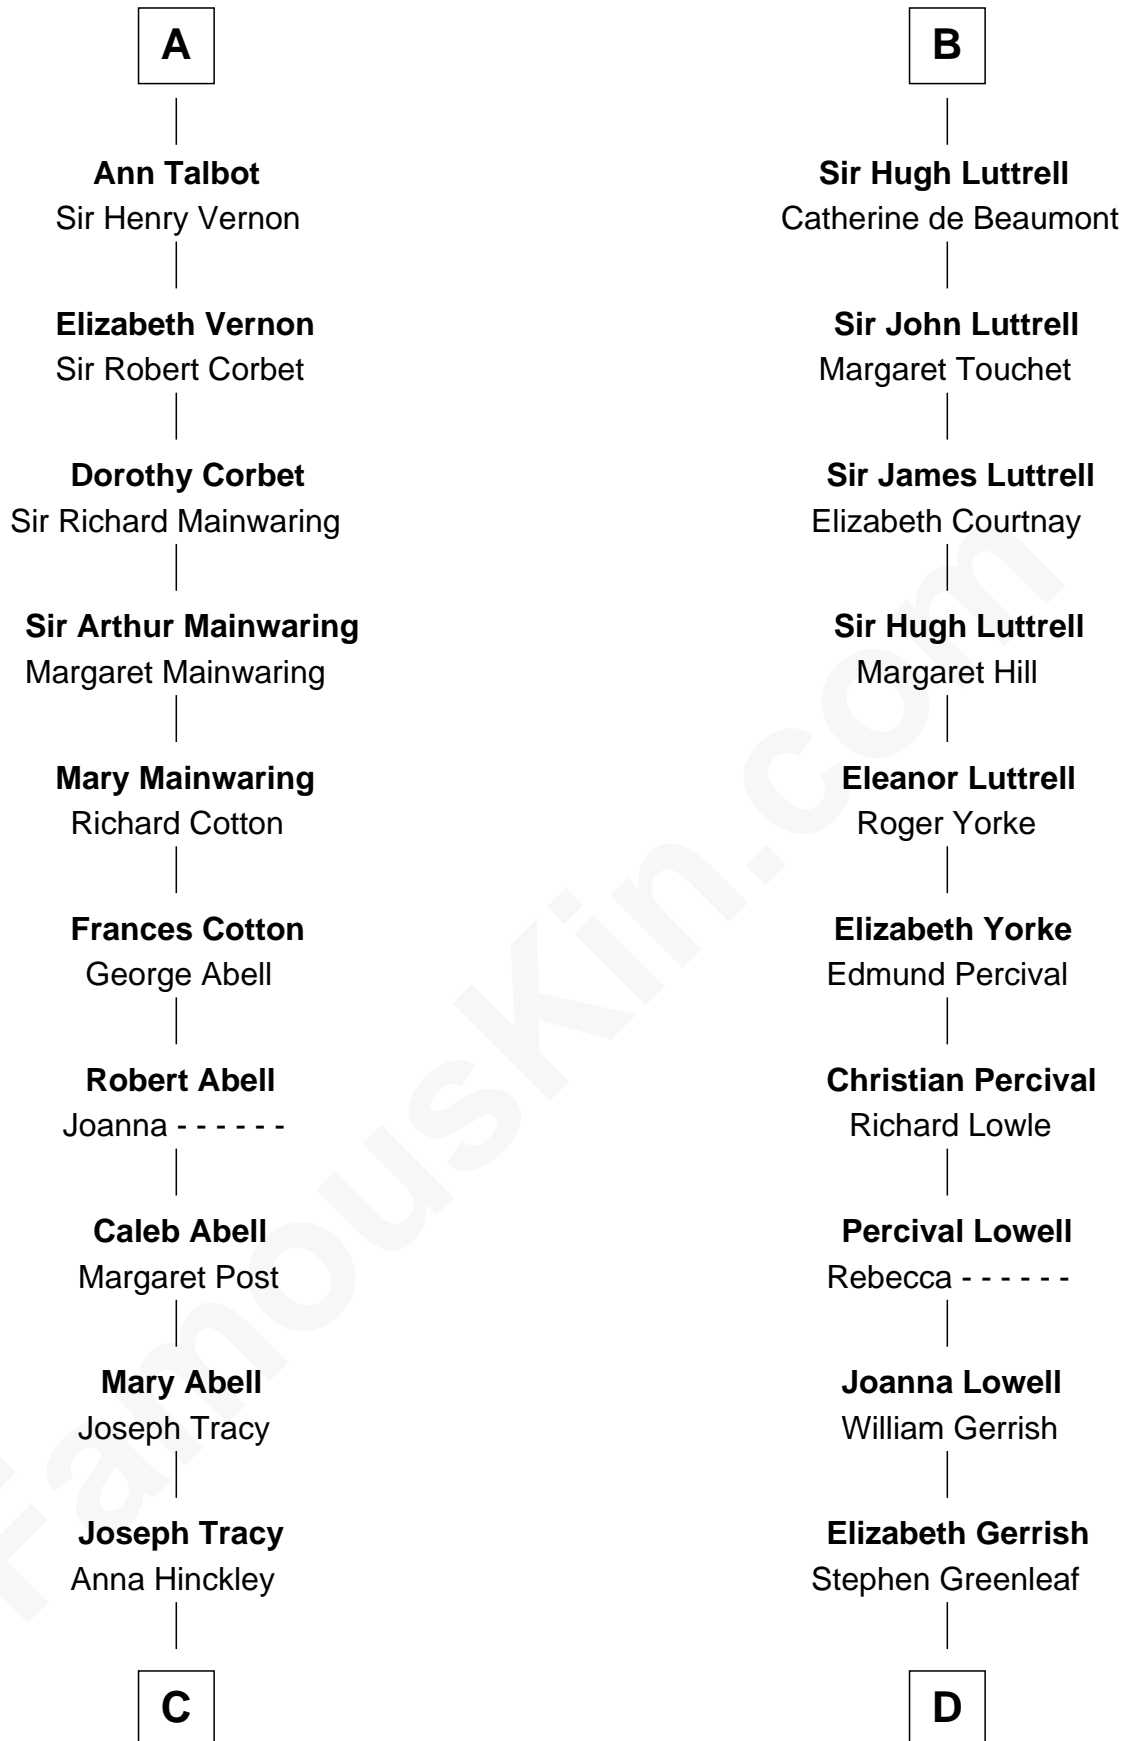 A
Ann Talbot
Sir Henry Vernon
Elizabeth Vernon
Sir Robert Corbet
Dorothy Corbet
Sir Richard Mainwaring
Sir Arthur Mainwaring
Margaret Mainwaring
Mary Mainwaring
Richard Cotton
Frances Cotton
George Abell
Robert Abell
Joanna - - - - - -
Caleb Abell
Margaret Post
Mary Abell
Joseph Tracy
Joseph Tracy
Anna Hinckley
C
B
Sir Hugh Luttrell
Catherine de Beaumont
Sir John Luttrell
Margaret Touchet
Sir James Luttrell
Elizabeth Courtnay
Sir Hugh Luttrell
Margaret Hill
Eleanor Luttrell
Roger Yorke
Elizabeth Yorke
Edmund Percival
Christian Percival
Richard Lowle
Percival Lowell
Rebecca - - - - - -
Joanna Lowell
William Gerrish
Elizabeth Gerrish
Stephen Greenleaf
D
FamousKin.com